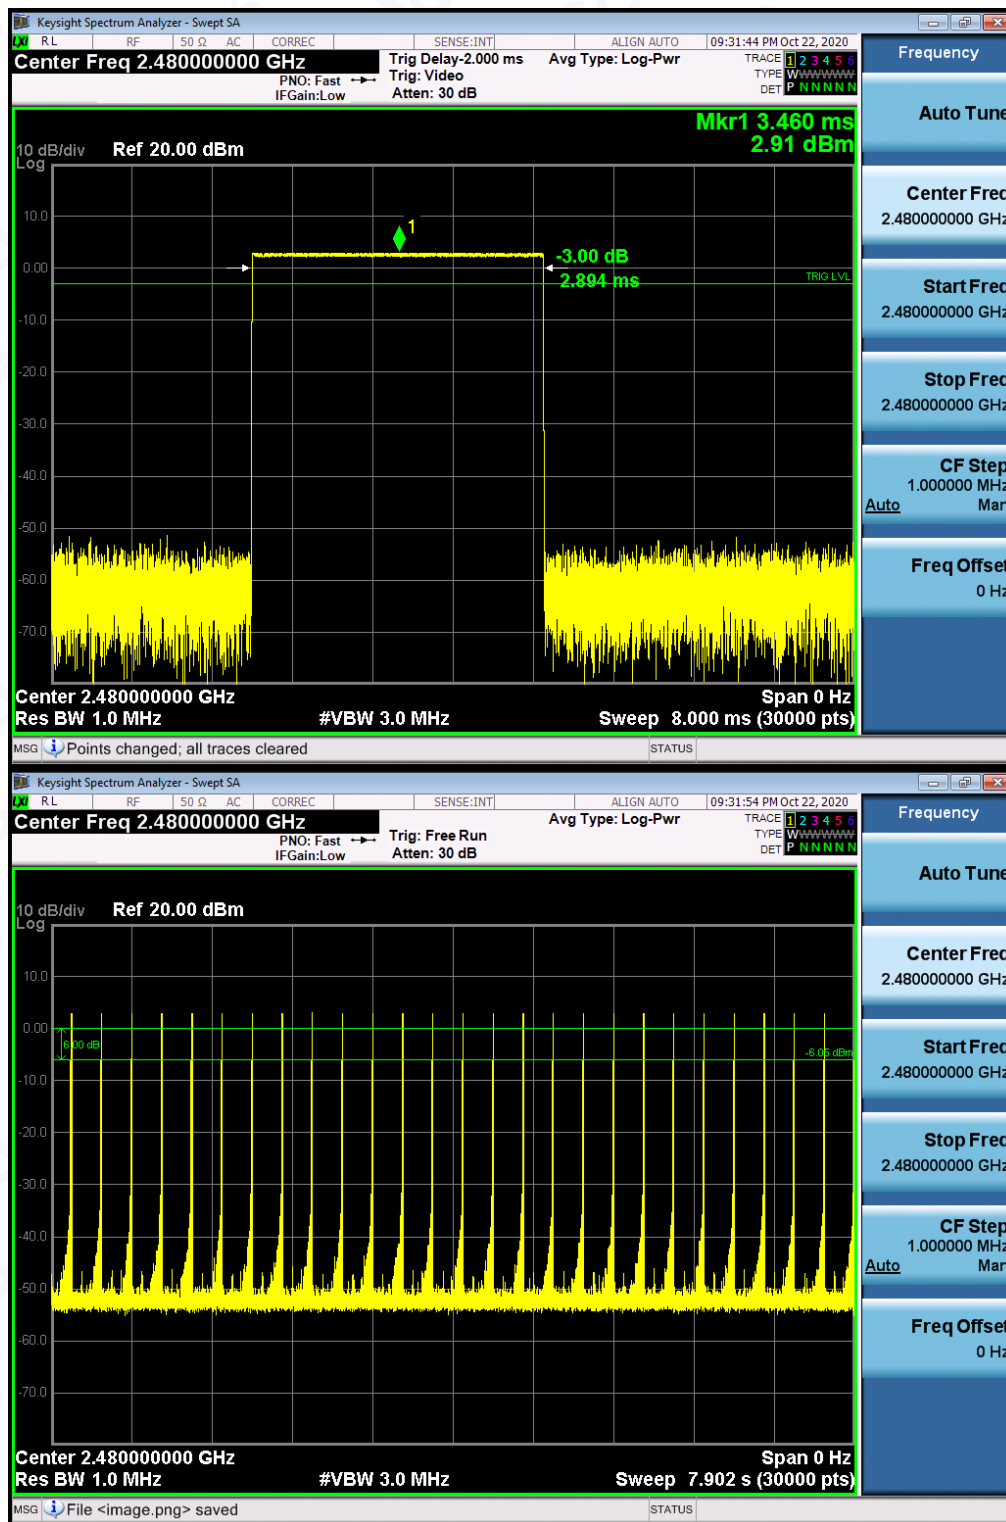 Keysight Spectrum Analyzer - Swept SA
LXI RL RF 50 Ω AC CORREC SENSE:INT ALIGN AUTO 09:31:44 PM Oct 22, 2020
Center Freq 2.480000000 GHz
PNO: Fast
IFGain:Low
Trig Delay-2.000 ms
Trig: Video
Atten: 30 dB
Avg Type: Log-Pwr
TRACE 1 2 3 4 5 6
TYPE WWWWWWW
DET P N N N N N
Mkr1 3.460 ms
2.91 dBm
10 dB/div Ref 20.00 dBm
Log
10.0
0.00
-10.0
-20.0
-30.0
-40.0
-50.0
-60.0
-70.0
1
-3.00 dB
2.894 ms
TRIG LVL
Center 2.480000000 GHz Span 0 Hz
Res BW 1.0 MHz #VBW 3.0 MHz Sweep 8.000 ms (30000 pts)
MSG Points changed; all traces cleared STATUS
Frequency
Auto Tune
Center Freq
2.480000000 GHz
Start Freq
2.480000000 GHz
Stop Freq
2.480000000 GHz
CF Step
1.000000 MHz
Auto Man
Freq Offset
0 Hz
Keysight Spectrum Analyzer - Swept SA
LXI RL RF 50 Ω AC CORREC SENSE:INT ALIGN AUTO 09:31:54 PM Oct 22, 2020
Center Freq 2.480000000 GHz
PNO: Fast
IFGain:Low
Trig: Free Run
Atten: 30 dB
Avg Type: Log-Pwr
TRACE 1 2 3 4 5 6
TYPE WWWWWWW
DET P N N N N N
10 dB/div Ref 20.00 dBm
Log
10.0
0.00
-10.0
-20.0
-30.0
-40.0
-50.0
-60.0
-70.0
6.00 dB
-6.05 dBm
Center 2.480000000 GHz Span 0 Hz
Res BW 1.0 MHz #VBW 3.0 MHz Sweep 7.902 s (30000 pts)
MSG File <image.png> saved STATUS
Frequency
Auto Tune
Center Freq
2.480000000 GHz
Start Freq
2.480000000 GHz
Stop Freq
2.480000000 GHz
CF Step
1.000000 MHz
Auto Man
Freq Offset
0 Hz